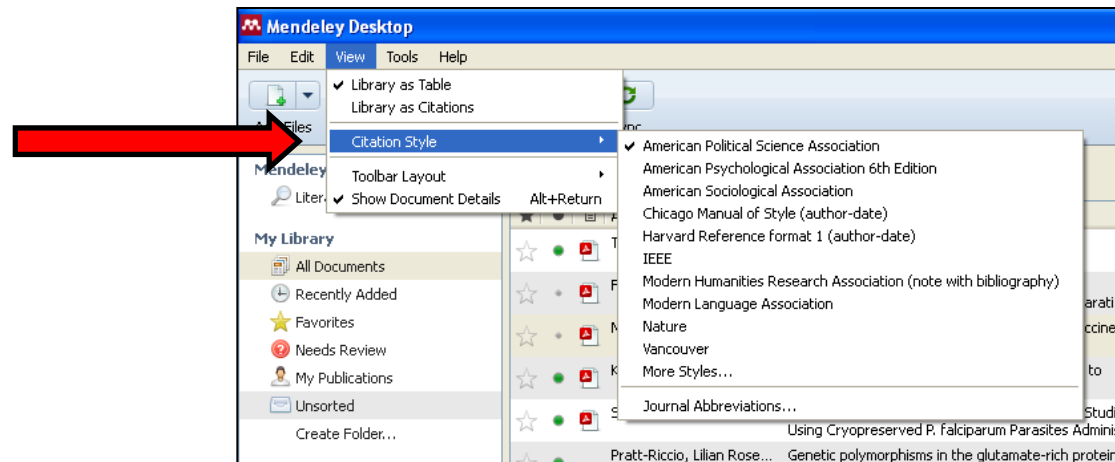 Mendeley Desktop
File Edit View Tools Help
Library as Table
Library as Citations
Files
Citation Style
American Political Science Association
Mendeley
American Psychological Association 6th Edition
Toolbar Layout
American Sociological Association
Show Document Details Alt+Return
Chicago Manual of Style (author-date)
My Library
Harvard Reference format 1 (author-date)
IEEE
All Documents
Modern Humanities Research Association (note with bibliography)
Recently Added
Modern Language Association
Favorites
Nature
Needs Review
Vancouver
My Publications
More Styles...
to
Unsorted
Journal Abbreviations...
Create Folder...
Using Cryopreserved P. falciparum Parasites
Pratt-Riccio, Lilian Rose... Genetic polymorphisms in the glutamate-rich protein